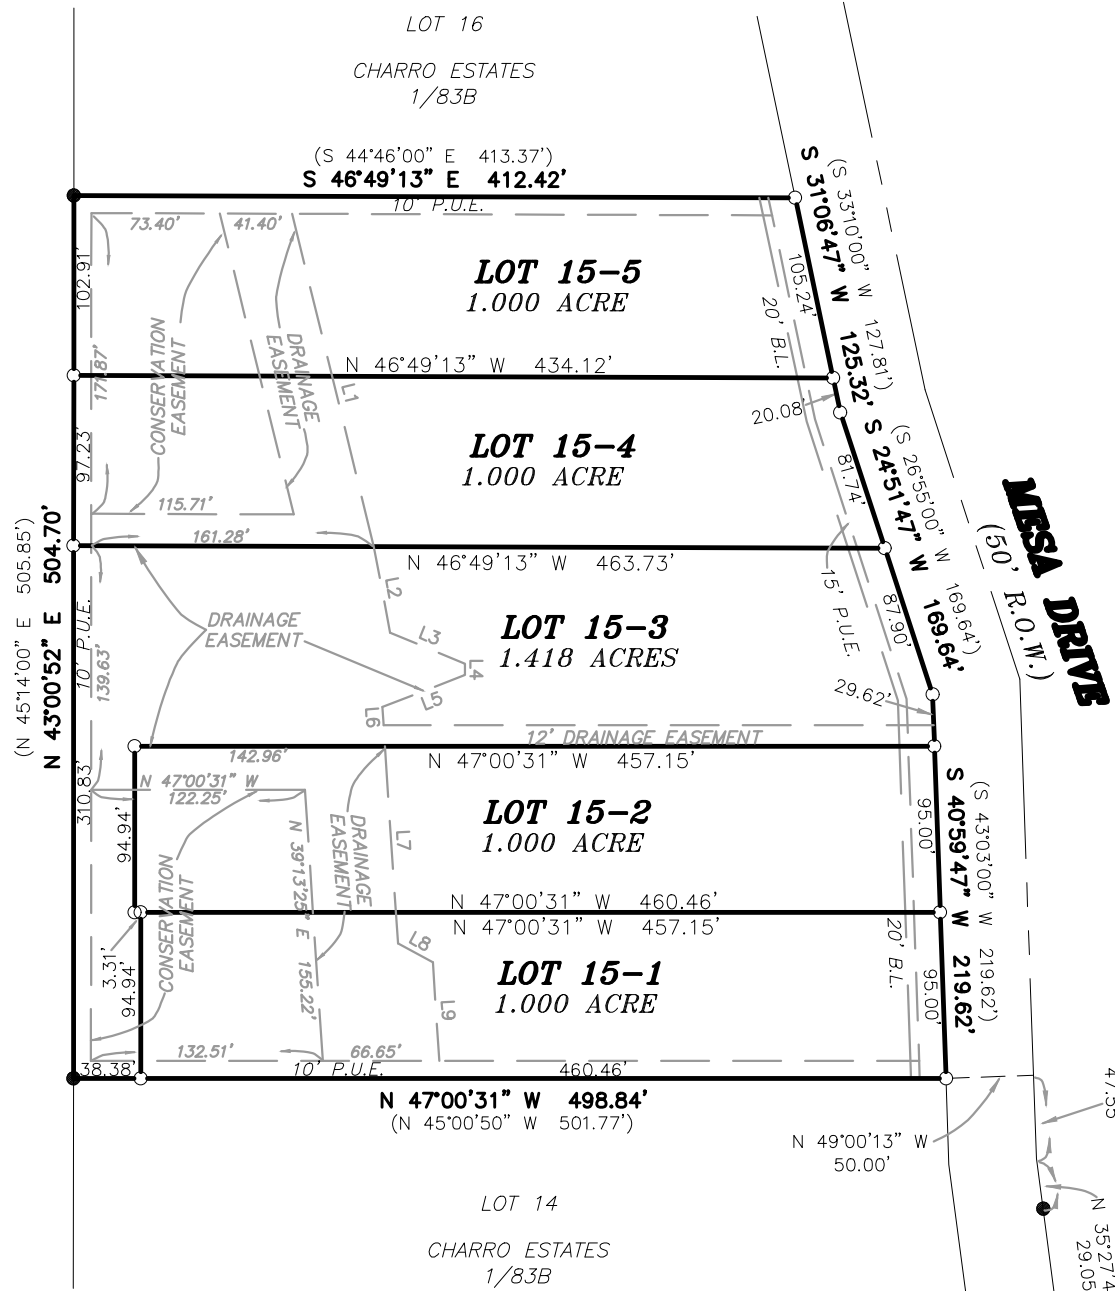 LOT 16
CHARRO ESTATES
1/83B
(S 44°46'00" E 413.37')
S 46°49'13" E 412.42'
10' P.U.E.
73.40'
41.40'
S 31°06'47" W 125.32'
(S 33°10'00" W 127.81')
102.91'
105.24'
20' B.L.
LOT 15-5
1.000 ACRE
CONSERVATION
EASEMENT
DRAINAGE
EASEMENT
171.87'
L1
N 46°49'13" W 434.12'
20.08'
S 24°51'47" W 169.64'
(S 26°55'00" W 169.64')
LOT 15-4
1.000 ACRE
97.23'
81.74'
115.71'
161.28'
N 46°49'13" W 463.73'
MESA DRIVE
(50' R.O.W.)
(N 45°14'00" E 505.85')
N 43°00'52" E 504.70'
10' P.U.E.
139.63'
DRAINAGE
EASEMENT
L2
L3
L4
L5
L6
LOT 15-3
1.418 ACRES
15' P.U.E.
87.90'
29.62'
12' DRAINAGE EASEMENT
142.96'
N 47°00'31" W 457.15'
310.83'
N 47°00'31" W
122.25'
94.94'
N 39°13'25" E 155.22'
DRAINAGE
EASEMENT
L7
LOT 15-2
1.000 ACRE
95.00'
S 40°59'47" W 219.62'
(S 43°03'00" W 219.62')
CONSERVATION
EASEMENT
N 47°00'31" W 460.46'
N 47°00'31" W 457.15'
20' B.L.
3.31'
94.94'
L8
L9
LOT 15-1
1.000 ACRE
95.00'
132.51'
66.65'
38.38'
10' P.U.E.
460.46'
N 47°00'31" W 498.84'
(N 45°00'50" W 501.77')
N 49°00'13" W
50.00'
N 35°27'4
29.05
LOT 14
CHARRO ESTATES
1/83B